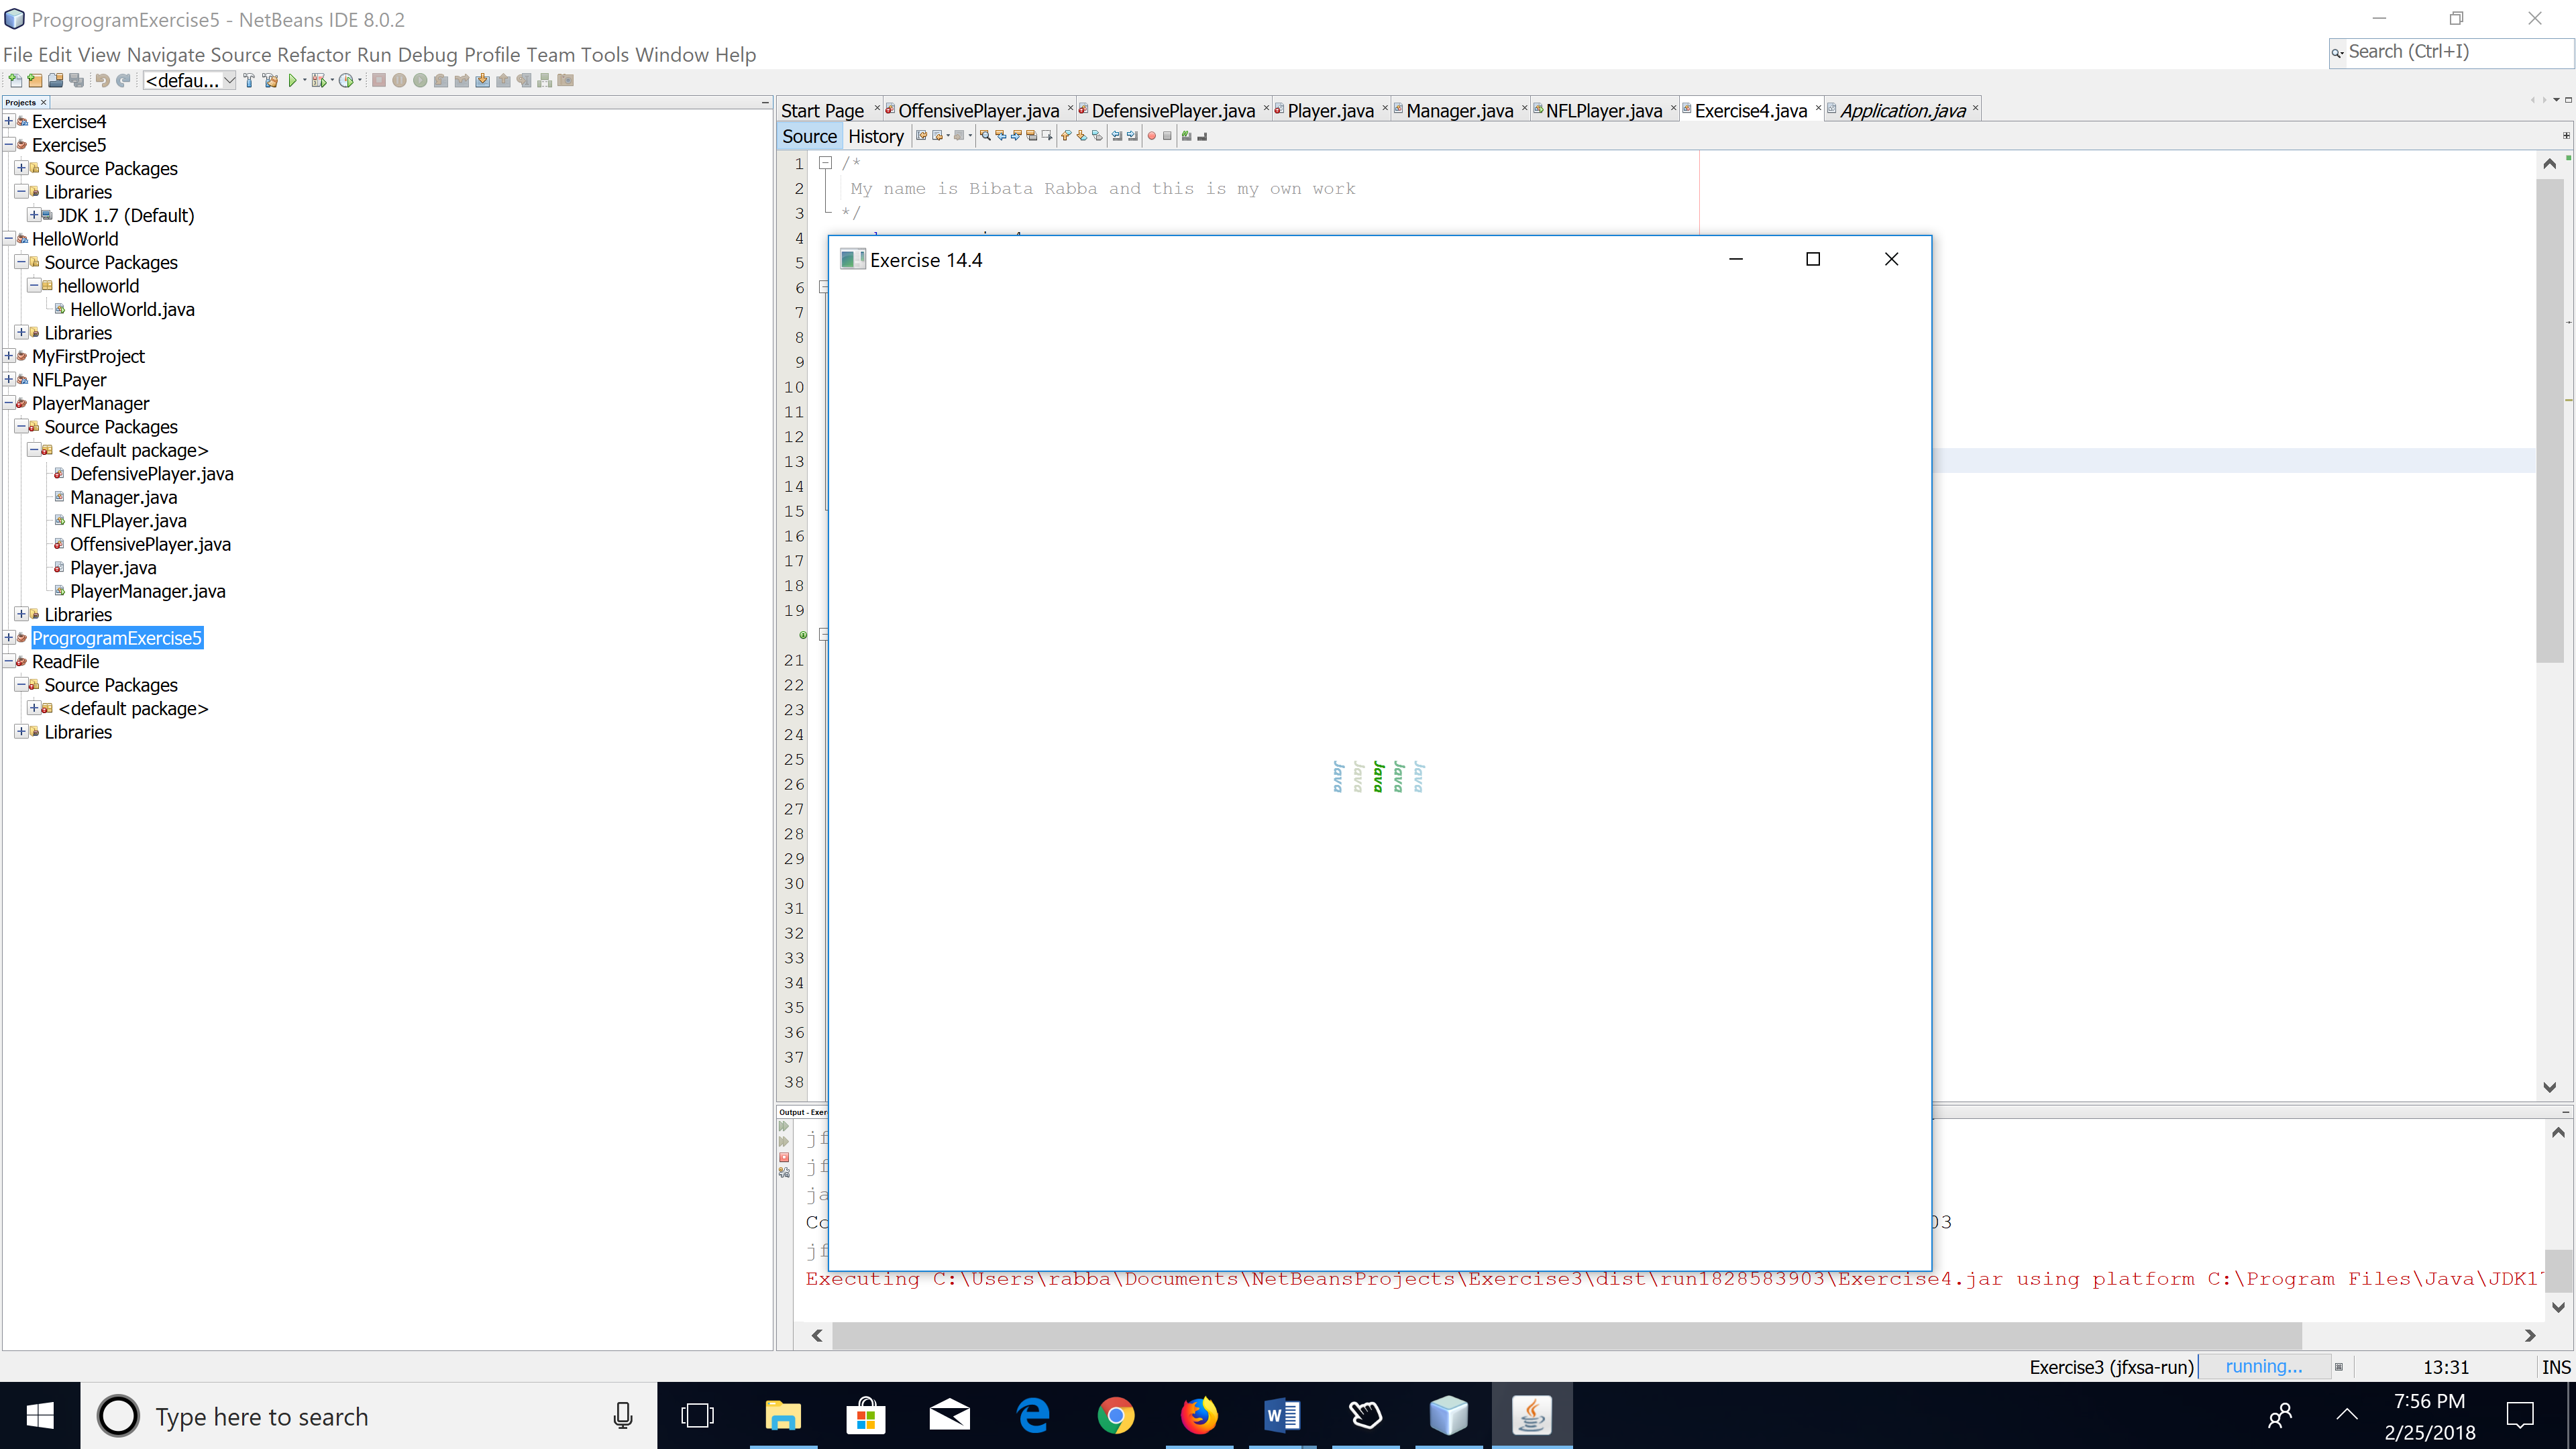 ProgrogramExercise5 - NetBeans IDE 8.0.2
File Edit View Navigate Source Refactor Run Debug Profile Team Tools Window Help
Search (Ctrl+I)
<defau...
Projects
Exercise4
Exercise5
Source Packages
Libraries
JDK 1.7 (Default)
HelloWorld
Source Packages
helloworld
HelloWorld.java
Libraries
MyFirstProject
NFLPayer
PlayerManager
Source Packages
<default package>
DefensivePlayer.java
Manager.java
NFLPlayer.java
OffensivePlayer.java
Player.java
PlayerManager.java
Libraries
ProgrogramExercise5
ReadFile
Source Packages
<default package>
Libraries
Start Page OffensivePlayer.java DefensivePlayer.java Player.java Manager.java NFLPlayer.java Exercise4.java Application.java
Source History
1 /*
2 My name is Bibata Rabba and this is my own work
3 */
4
5
6
7
8
9
10
11
12
13
14
15
16
17
18
19
21
22
23
24
25
26
27
28
29
30
31
32
33
34
35
36
37
38
Exercise 14.4
Java Java Java Java Java
Output - Exer
jf
jf
ja
Co 03
jf
Executing C:\Users\rabba\Documents\NetBeansProjects\Exercise3\dist\run1828583903\Exercise4.jar using platform C:\Program Files\Java\JDK1
Exercise3 (jfxsa-run) running... 13:31 INS
Type here to search
7:56 PM
2/25/2018